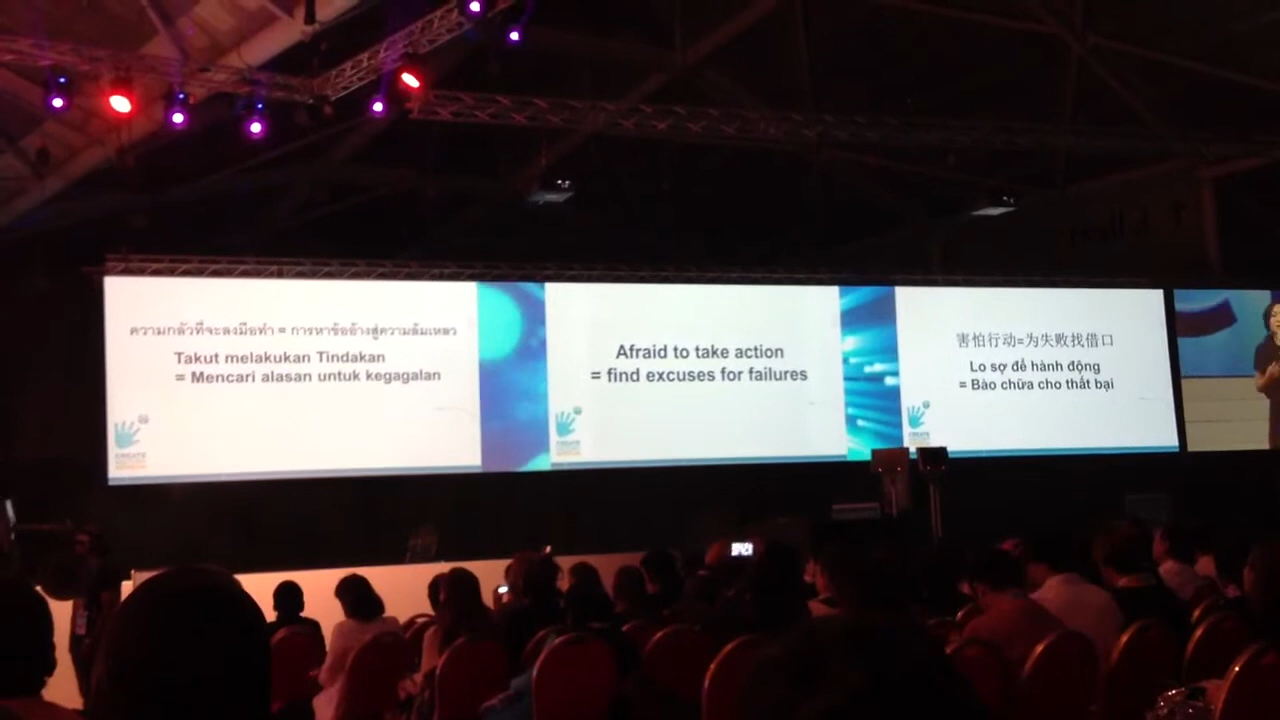 ความกลัวที่จะลงมือทำ = การหาข้ออ้างสู่ความล้มเหลว
Takut melakukan Tindakan
= Mencari alasan untuk kegagalan
CREATE
Afraid to take action
= find excuses for failures
CREATE
害怕行动=为失败找借口
Lo sợ để hành động
= Bào chữa cho thất bại
CREATE